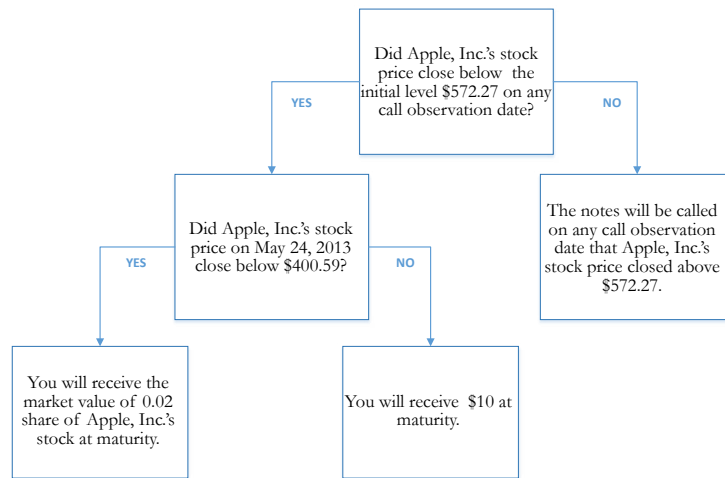 Did Apple, Inc.'s stock
price close below the
initial level $572.27 on any
call observation date?
YES
NO
Did Apple, Inc.'s stock
price on May 24, 2013
close below $400.59?
The notes will be called
on any call observation
date that Apple, Inc.'s
stock price closed above
$572.27.
YES
NO
You will receive the
market value of 0.02
share of Apple, Inc.'s
stock at maturity.
You will receive $10 at
maturity.